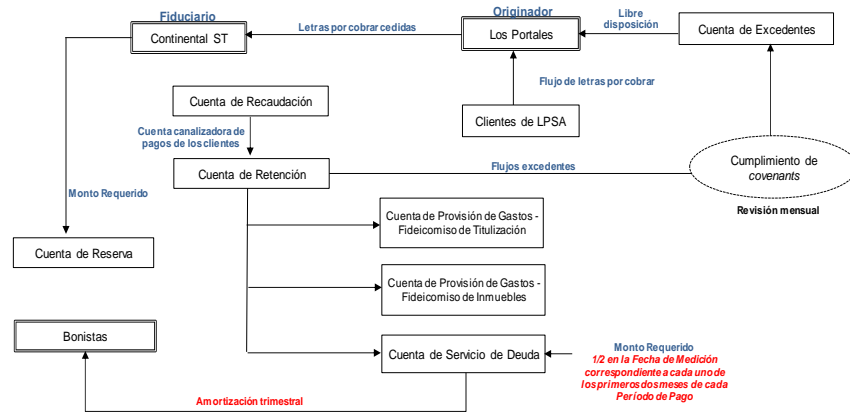 Fiduciario
Continental ST
Letras por cobrar cedidas
Originador
Los Portales
Libre
disposición
Cuenta de Excedentes
Flujo de letras por cobrar
Clientes de LPSA
Cuenta de Recaudación
Cuenta canalizadora de
pagos de los clientes
Cuenta de Retención
Flujos excedentes
Cumplimiento de
covenants
Revisión mensual
Monto Requerido
Cuenta de Reserva
Cuenta de Provisión de Gastos -
Fideicomiso de Titulización
Cuenta de Provisión de Gastos -
Fideicomiso de Inmuebles
Bonistas
Cuenta de Servicio de Deuda
Monto Requerido
1/2 en la Fecha de Medición
correspondiente a cada uno de
los primeros dos meses de cada
Período de Pago
Amortización trimestral